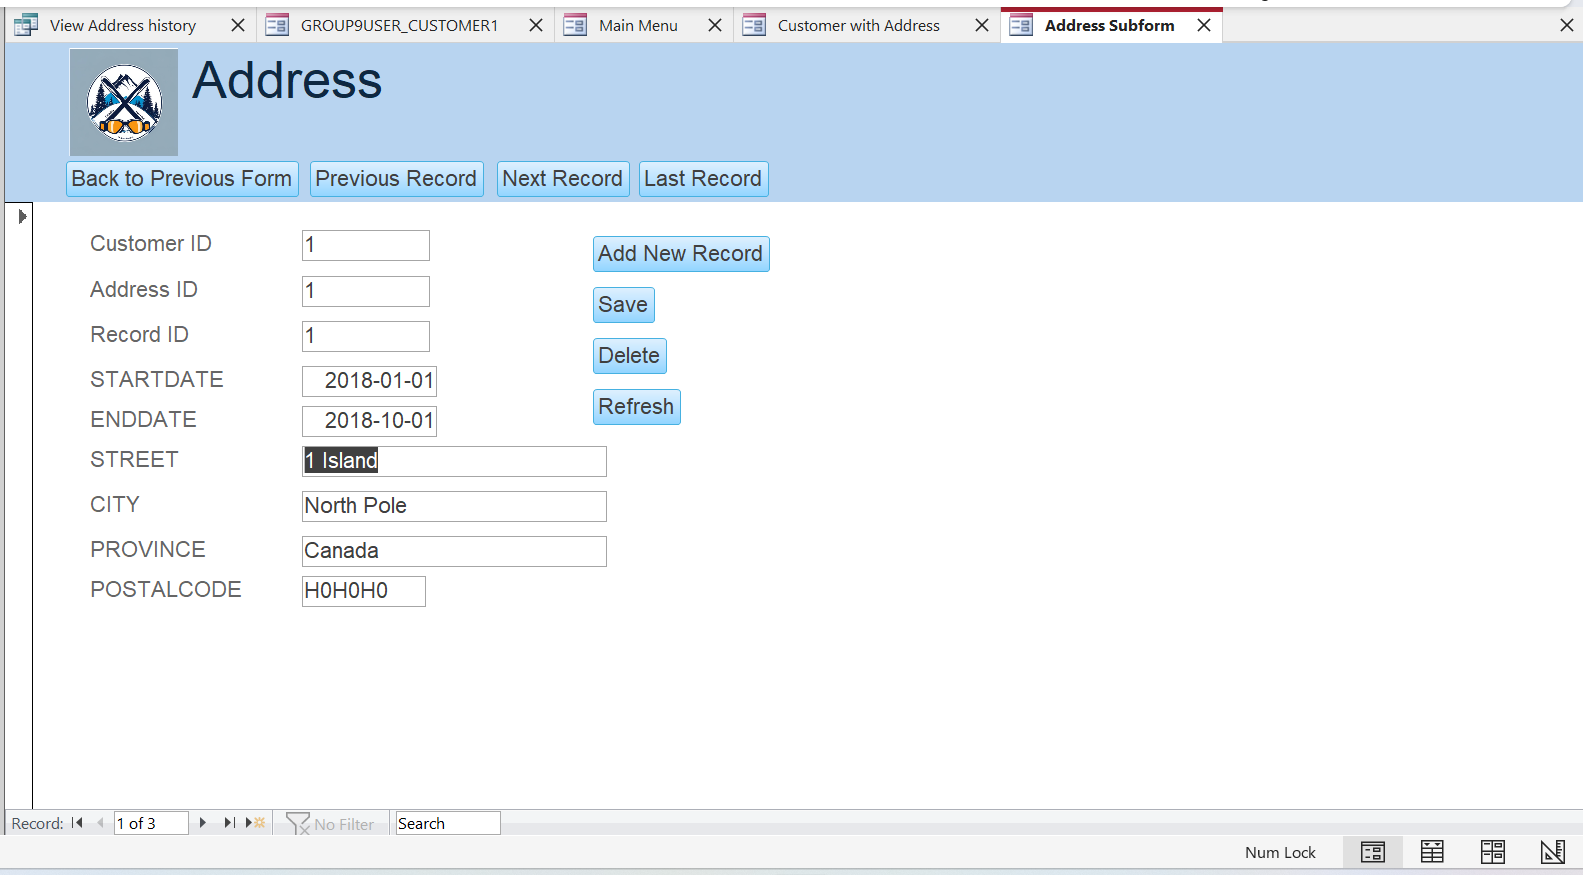 View Address history GROUP9USER_CUSTOMER1 Main Menu Customer with Address Address Subform
Address
Back to Previous Form Previous Record Next Record Last Record
Customer ID 1
Add New Record
Address ID 1
Save
Record ID 1
Delete
STARTDATE 2018-01-01
Refresh
ENDDATE 2018-10-01
STREET 1 Island
CITY North Pole
PROVINCE Canada
POSTALCODE H0H0H0
Record: 1 of 3 No Filter Search
Num Lock